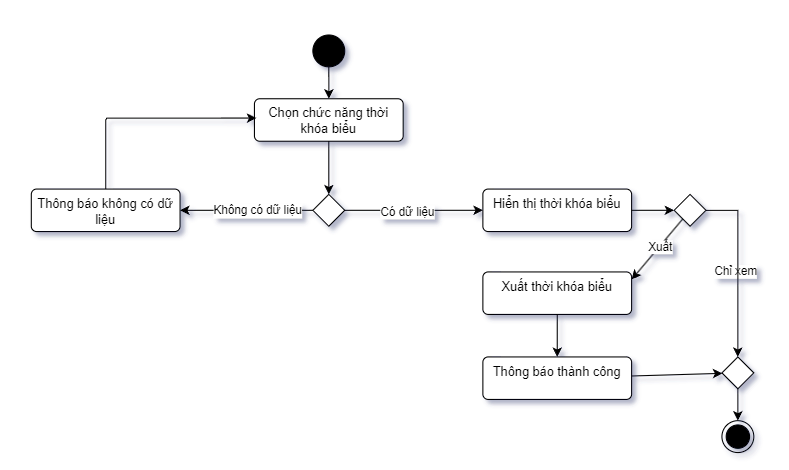 Chọn chức năng thời
khóa biểu
Thông báo không có dữ
liệu
Không có dữ liệu
Có dữ liệu
Hiển thị thời khóa biểu
Xuất
Chỉ xem
Xuất thời khóa biểu
Thông báo thành công